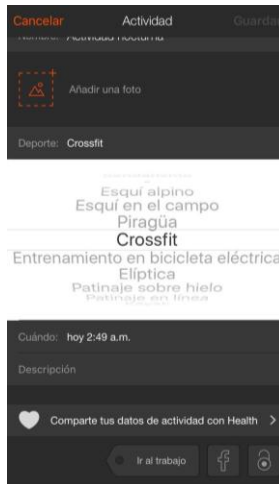 Cancelar Actividad Guardar
Nombre: Actividad nocturna
Añadir una foto
Deporte: Crossfit
Esquí alpino
Esquí en el campo
Piragüa
Crossfit
Entrenamiento en bicicleta eléctrica
Elíptica
Patinaje sobre hielo
Patinaje en línea
Cuándo: hoy 2:49 a.m.
Descripción
Comparte tus datos de actividad con Health
Ir al trabajo